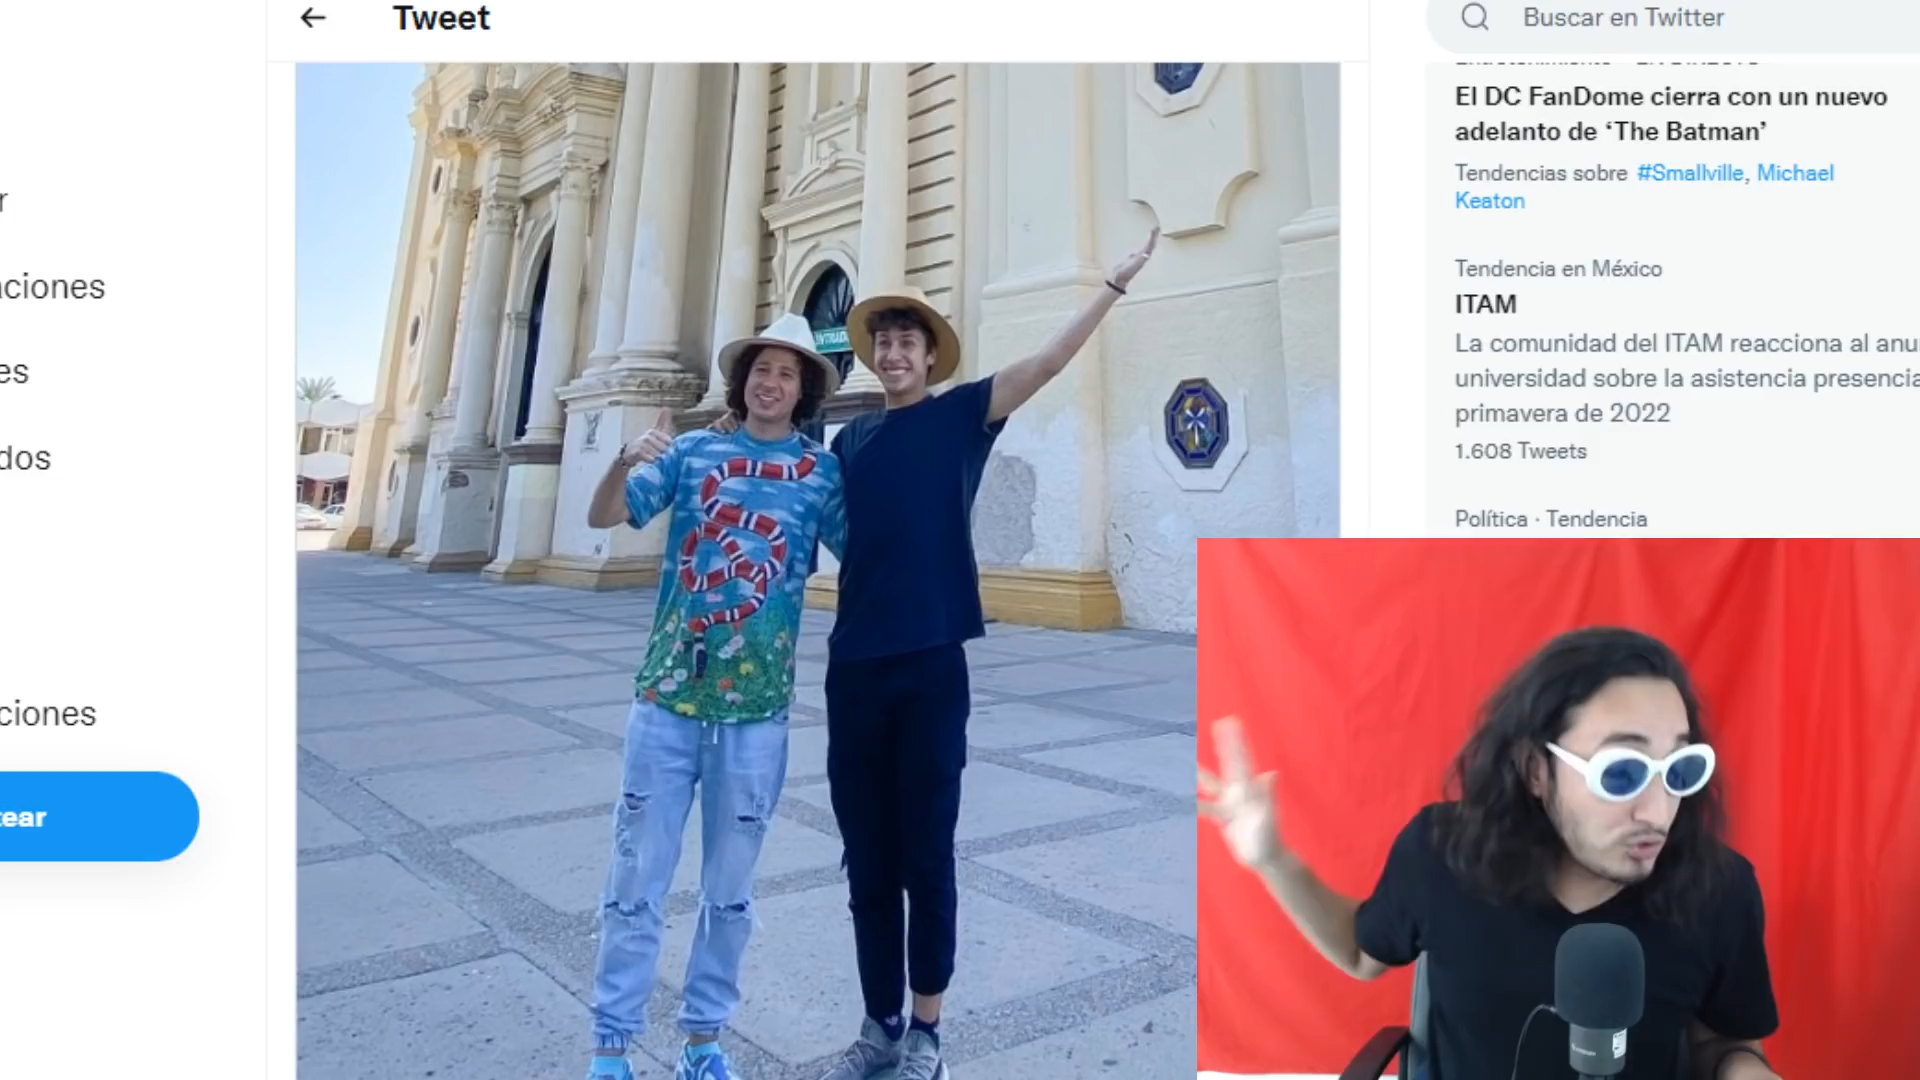 Tweet
r
aciones
es
dos
ciones
tear
ENTRADA
Buscar en Twitter
El DC FanDome cierra con un nuevo
adelanto de ‘The Batman’
Tendencias sobre #Smallville, Michael
Keaton
Tendencia en México
ITAM
La comunidad del ITAM reacciona al anu
universidad sobre la asistencia presencia
primavera de 2022
1.608 Tweets
Política · Tendencia